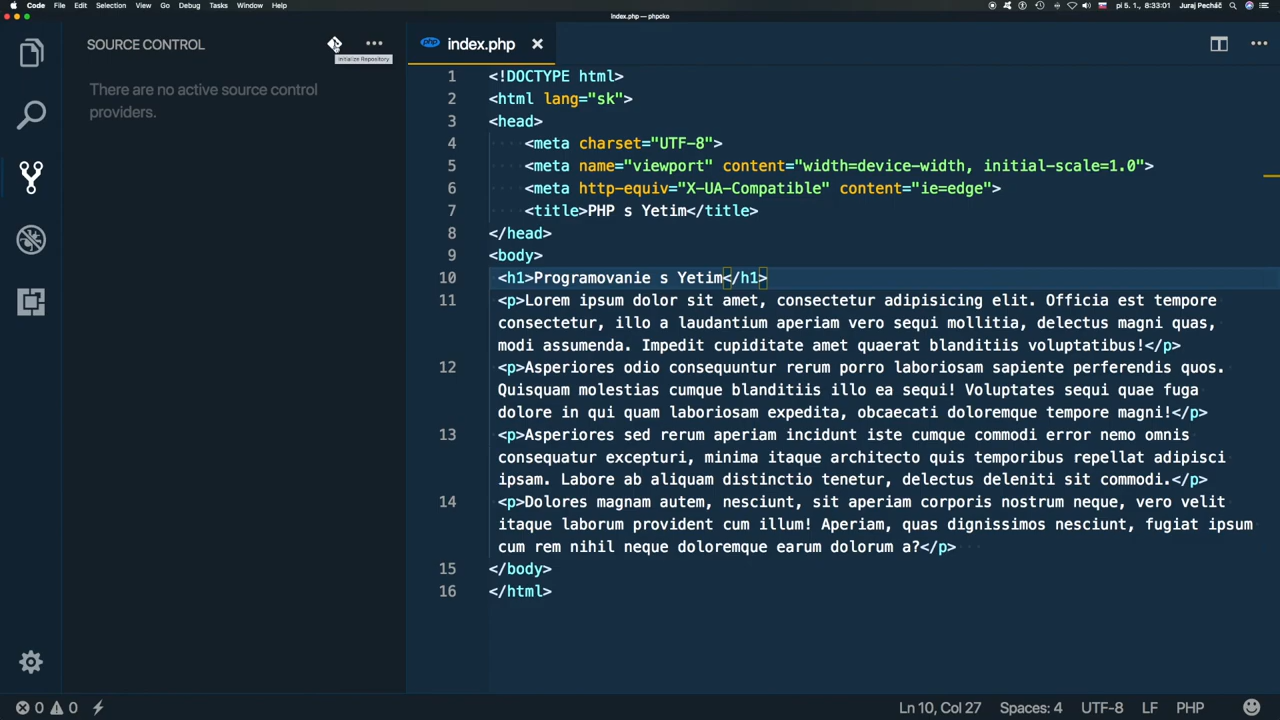 Code File Edit Selection View Go Debug Tasks Window Help
pi 5. 1., 8:33:01 Juraj Pecháč
index.php — phpcko
SOURCE CONTROL
Initialize Repository
There are no active source control
providers.
index.php
1 <!DOCTYPE html>
2 <html lang="sk">
3 <head>
4 <meta charset="UTF-8">
5 <meta name="viewport" content="width=device-width, initial-scale=1.0">
6 <meta http-equiv="X-UA-Compatible" content="ie=edge">
7 <title>PHP s Yetim</title>
8 </head>
9 <body>
10 <h1>Programovanie s Yetim</h1>
11 <p>Lorem ipsum dolor sit amet, consectetur adipisicing elit. Officia est tempore
consectetur, illo a laudantium aperiam vero sequi mollitia, delectus magni quas,
modi assumenda. Impedit cupiditate amet quaerat blanditiis voluptatibus!</p>
12 <p>Asperiores odio consequuntur rerum porro laboriosam sapiente perferendis quos.
Quisquam molestias cumque blanditiis illo ea sequi! Voluptates sequi quae fuga
dolore in qui quam laboriosam expedita, obcaecati doloremque tempore magni!</p>
13 <p>Asperiores sed rerum aperiam incidunt iste cumque commodi error nemo omnis
consequatur excepturi, minima itaque architecto quis temporibus repellat adipisci
ipsam. Labore ab aliquam distinctio tenetur, delectus deleniti sit commodi.</p>
14 <p>Dolores magnam autem, nesciunt, sit aperiam corporis nostrum neque, vero velit
itaque laborum provident cum illum! Aperiam, quas dignissimos nesciunt, fugiat ipsum
cum rem nihil neque doloremque earum dolorum a?</p>
15 </body>
16 </html>
0 0 Ln 10, Col 27 Spaces: 4 UTF-8 LF PHP